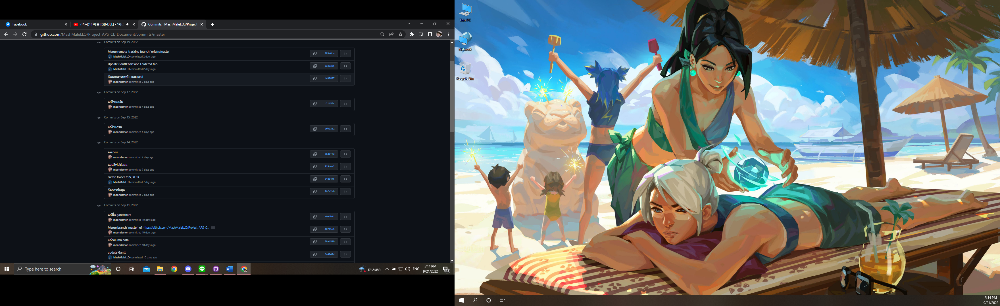 Facebook
(여자)아이들((G)I-DLE) - '화(
Commits · MashMaleLLO/Project
github.com/MashMaleLLO/Project_APS_CE_Document/commits/master
Commits on Sep 19, 2022
Merge remote-tracking branch 'origin/master'
283e0ba
MashMaleLLO committed 2 days ago
Update GanttChart and Foldered file.
c1e3ae5
MashMaleLLO committed 2 days ago
อัพเอกสารบทที่ 1 และ uxui
d432827
moondamon committed 2 days ago
Commits on Sep 17, 2022
แก้ไขคอลัม
c2145fc
moondamon committed 4 days ago
Commits on Sep 15, 2022
แก้ไขเกรด
2f90362
moondamon committed 6 days ago
Commits on Sep 14, 2022
อัพใหม่
e6deffd
moondamon committed 7 days ago
แอดไฟล์ข้อมูล
919cea2
moondamon committed 7 days ago
create folder CSV, XLSX
e48c4f5
MashMaleLLO committed 7 days ago
จัดการข้อมูล
96fa2ab
moondamon committed 7 days ago
Commits on Sep 11, 2022
แก้ชื่อ ganttchart
a0e2b81
moondamon committed 10 days ago
Merge branch 'master' of https://github.com/MashMaleLLO/Project_APS_C...
4074551
moondamon committed 10 days ago
แก้column data
f9a457b
moondamon committed 10 days ago
update Gantt
6e4747d
MashMaleLLO committed 10 days ago
Type here to search
ฝนจะตก
ENG
5:14 PM
9/21/2022
23
This PC
Network
Recycle Bin
5:14 PM
9/21/2022